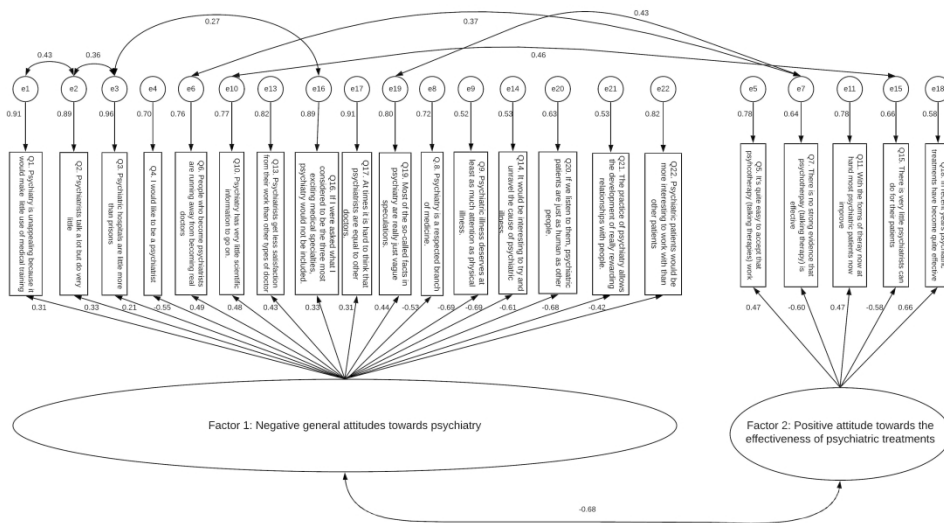 0.27
0.37
0.43
0.43
0.36
0.46
e1
e2
e3
e4
e6
e10
e13
e16
e17
e19
e8
e9
e14
e20
e21
e22
e5
e7
e11
e15
e18
0.91
0.89
0.96
0.70
0.76
0.77
0.82
0.89
0.91
0.80
0.72
0.52
0.53
0.63
0.53
0.82
0.78
0.64
0.78
0.66
0.58
Q1. Psychiatry is unappealing because it
would make little use of medical training
Q2. Psychiatrists talk a lot but do very
little
Q3. Psychiatric hospitals are little more
than prisons
Q4. I would like to be a psychiatrist
Q6. People who become psychiatrists
are running away from becoming real
doctors
Q10. Psychiatry has very little scientific
information to go on.
Q13. Psychiatrists get less satisfaction
from their work than other types of doctor
Q16. If I were asked what I
considered to be the three most
exciting medical specialties,
psychiatry would not be included.
Q17. At times it is hard to think that
psychiatrists are equal to other
doctors.
Q19. Most of the so-called facts in
psychiatry are really just vague
speculations.
Q.8. Psychiatry is a respected branch
of medicine.
Q9. Psychiatric illness deserves at
least as much attention as physical
illness.
Q14. It would be interesting to try and
unravel the cause of psychiatric
illness.
Q20. If we listen to them, psychiatric
patients are just as human as other
people.
Q21. The practice of psychiatry allows
the development of really rewarding
relationships with people.
Q22. Psychiatric patients would be
more interesting to work with than
other patients
Q5. It's quite easy to accept that
psychotherapy (talking therapies) work
Q7. There is no strong evidence that
psychotherpay (talking therapy) is
effective
Q11. With the forms of theray now at
hand most psychiatric patients now
improve
Q15. There is very little psychiatrists can
do for their patients
treatments have become quite effective
0.31
0.33
0.21
-0.55
0.49
0.48
0.43
0.33
0.31
0.44
-0.53
-0.69
-0.69
-0.61
-0.68
-0.42
0.47
-0.60
0.47
-0.58
0.66
Factor 1: Negative general attitudes towards psychiatry
Factor 2: Positive attitude towards the
effectiveness of psychiatric treatments
-0.68